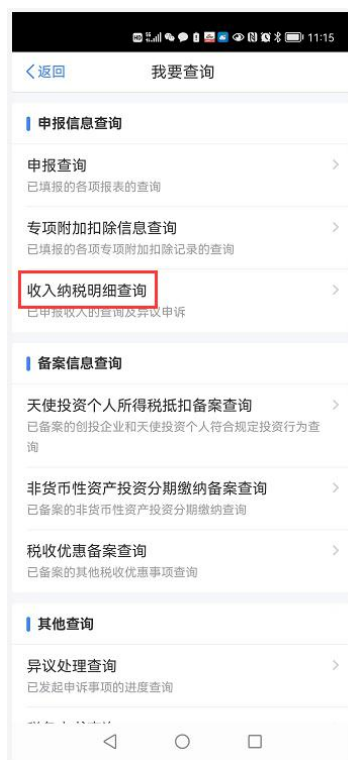 11:15
<返回
我要查询
申报信息查询
申报查询
已填报的各项报表的查询
专项附加扣除信息查询
已填报的各项专项附加扣除记录的查询
收入纳税明细查询
已申报收入的查询及异议申诉
备案信息查询
天使投资个人所得税抵扣备案查询
已备案的创投企业和天使投资个人符合规定投资行为查
询
非货币性资产投资分期缴纳备案查询
已备案的非货币性资产投资分期缴纳查询
税收优惠备案查询
已备案的其他税收优惠事项查询
其他查询
异议处理查询
已发起申诉事项的进度查询